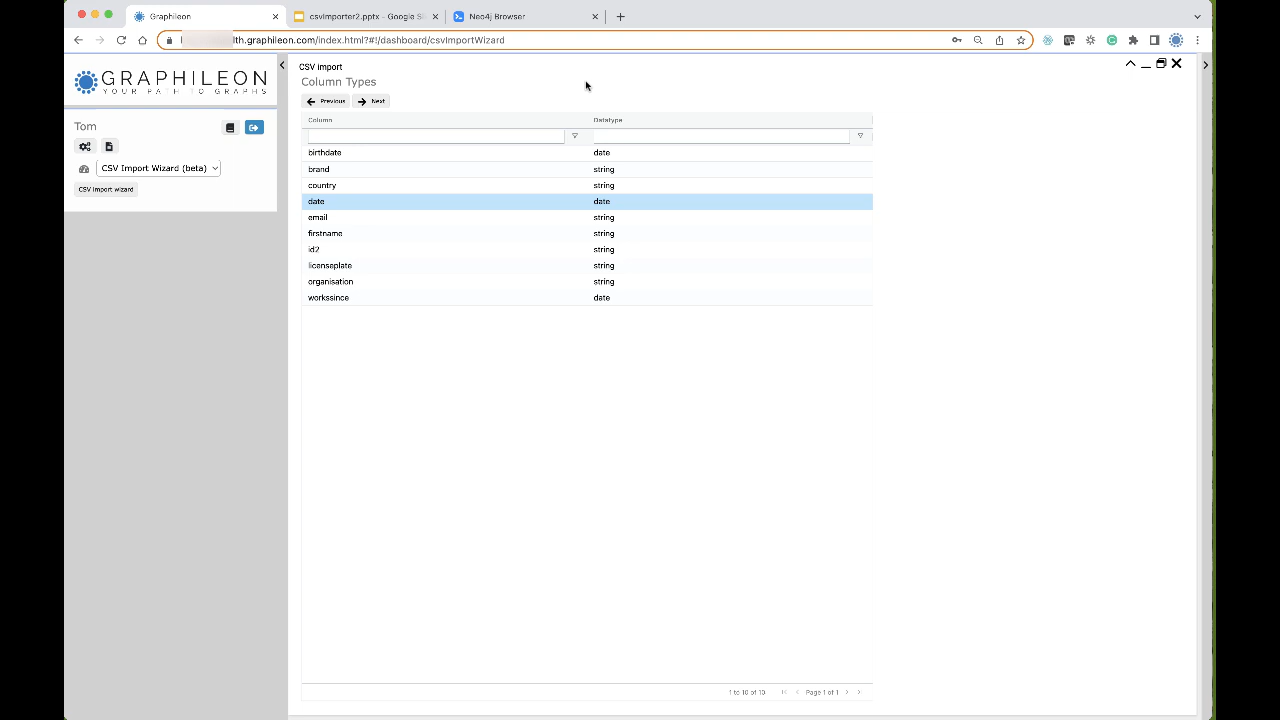 Graphileon
csvimporter2.pptx - Google Sl
Neo4j Browser
lth.graphileon.com/index.html?#!/dashboard/csvImportWizard
GRAPHILEON
YOUR PATH TO GRAPHS
Tom
CSV Import Wizard (beta)
CSV import wizard
CSV import
Column Types
Previous Next
Column Datatype
birthdate date
brand string
country string
date date
email string
firstname string
id2 string
licenseplate string
organisation string
workssince date
1 to 10 of 10 Page 1 of 1